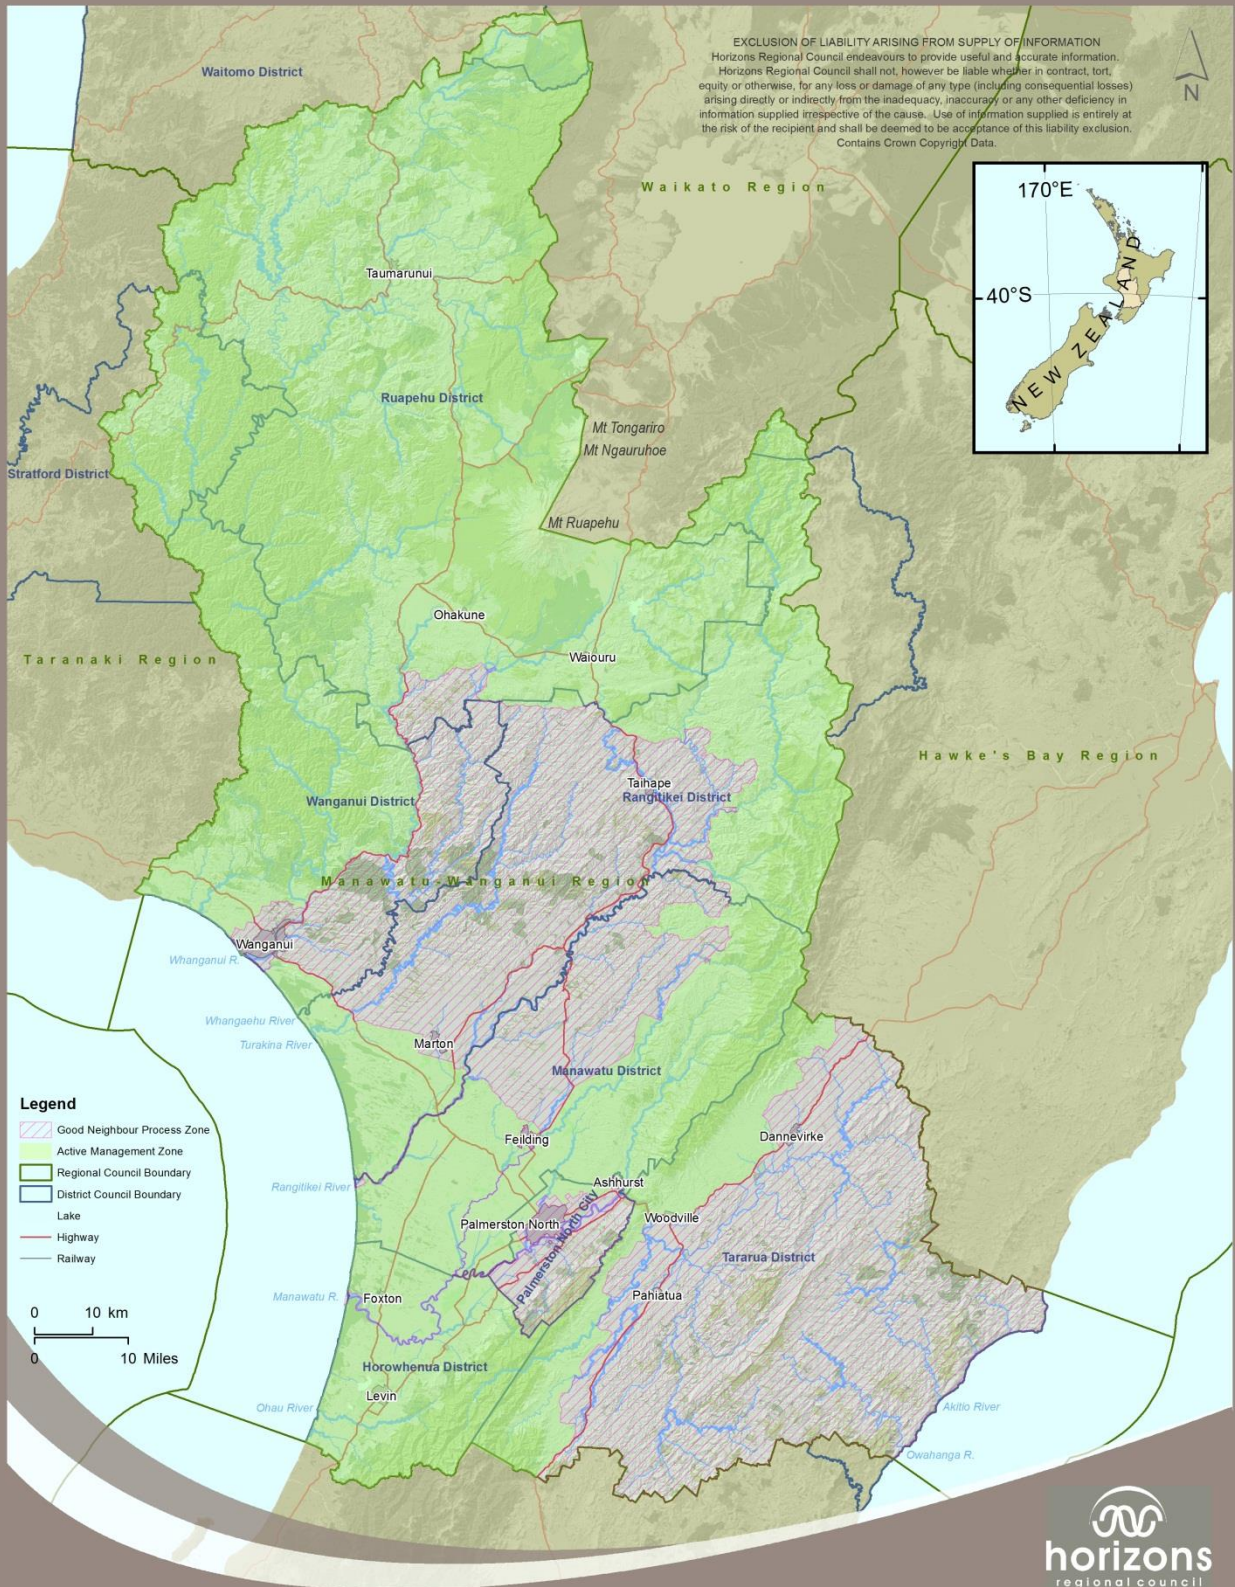 EXCLUSION OF LIABILITY ARISING FROM SUPPLY OF INFORMATION
Horizons Regional Council endeavours to provide useful and accurate information.
Horizons Regional Council shall not, however be liable whether in contract, tort,
equity or otherwise, for any loss or damage of any type (including consequential losses)
arising directly or indirectly from the inadequacy, inaccuracy or any other deficiency in
information supplied irrespective of the cause. Use of information supplied is entirely at
the risk of the recipient and shall be deemed to be acceptance of this liability exclusion.
Contains Crown Copyright Data.
N
Waitomo District
Waikato Region
170°E
40°S
NEW ZEALAND
Taumarunui
Ruapehu District
Mt Tongariro
Mt Ngauruhoe
Stratford District
Mt Ruapehu
Ohakune
Waiouru
Taranaki Region
Hawke's Bay Region
Taihape
Rangitikei District
Wanganui District
Manawatu-Wanganui Region
Wanganui
Whanganui R.
Whangaehu River
Turakina River
Marton
Manawatu District
Legend
Good Neighbour Process Zone
Active Management Zone
Regional Council Boundary
District Council Boundary
Lake
Highway
Railway
Feilding
Dannevirke
Rangitikei River
Ashhurst
Palmerston North
Palmerston North City
Woodville
Tararua District
Manawatu R.
Foxton
Pahiatua
0 10 km
0 10 Miles
Horowhenua District
Levin
Ohau River
Akitio River
Owahanga R.
horizons
regional council